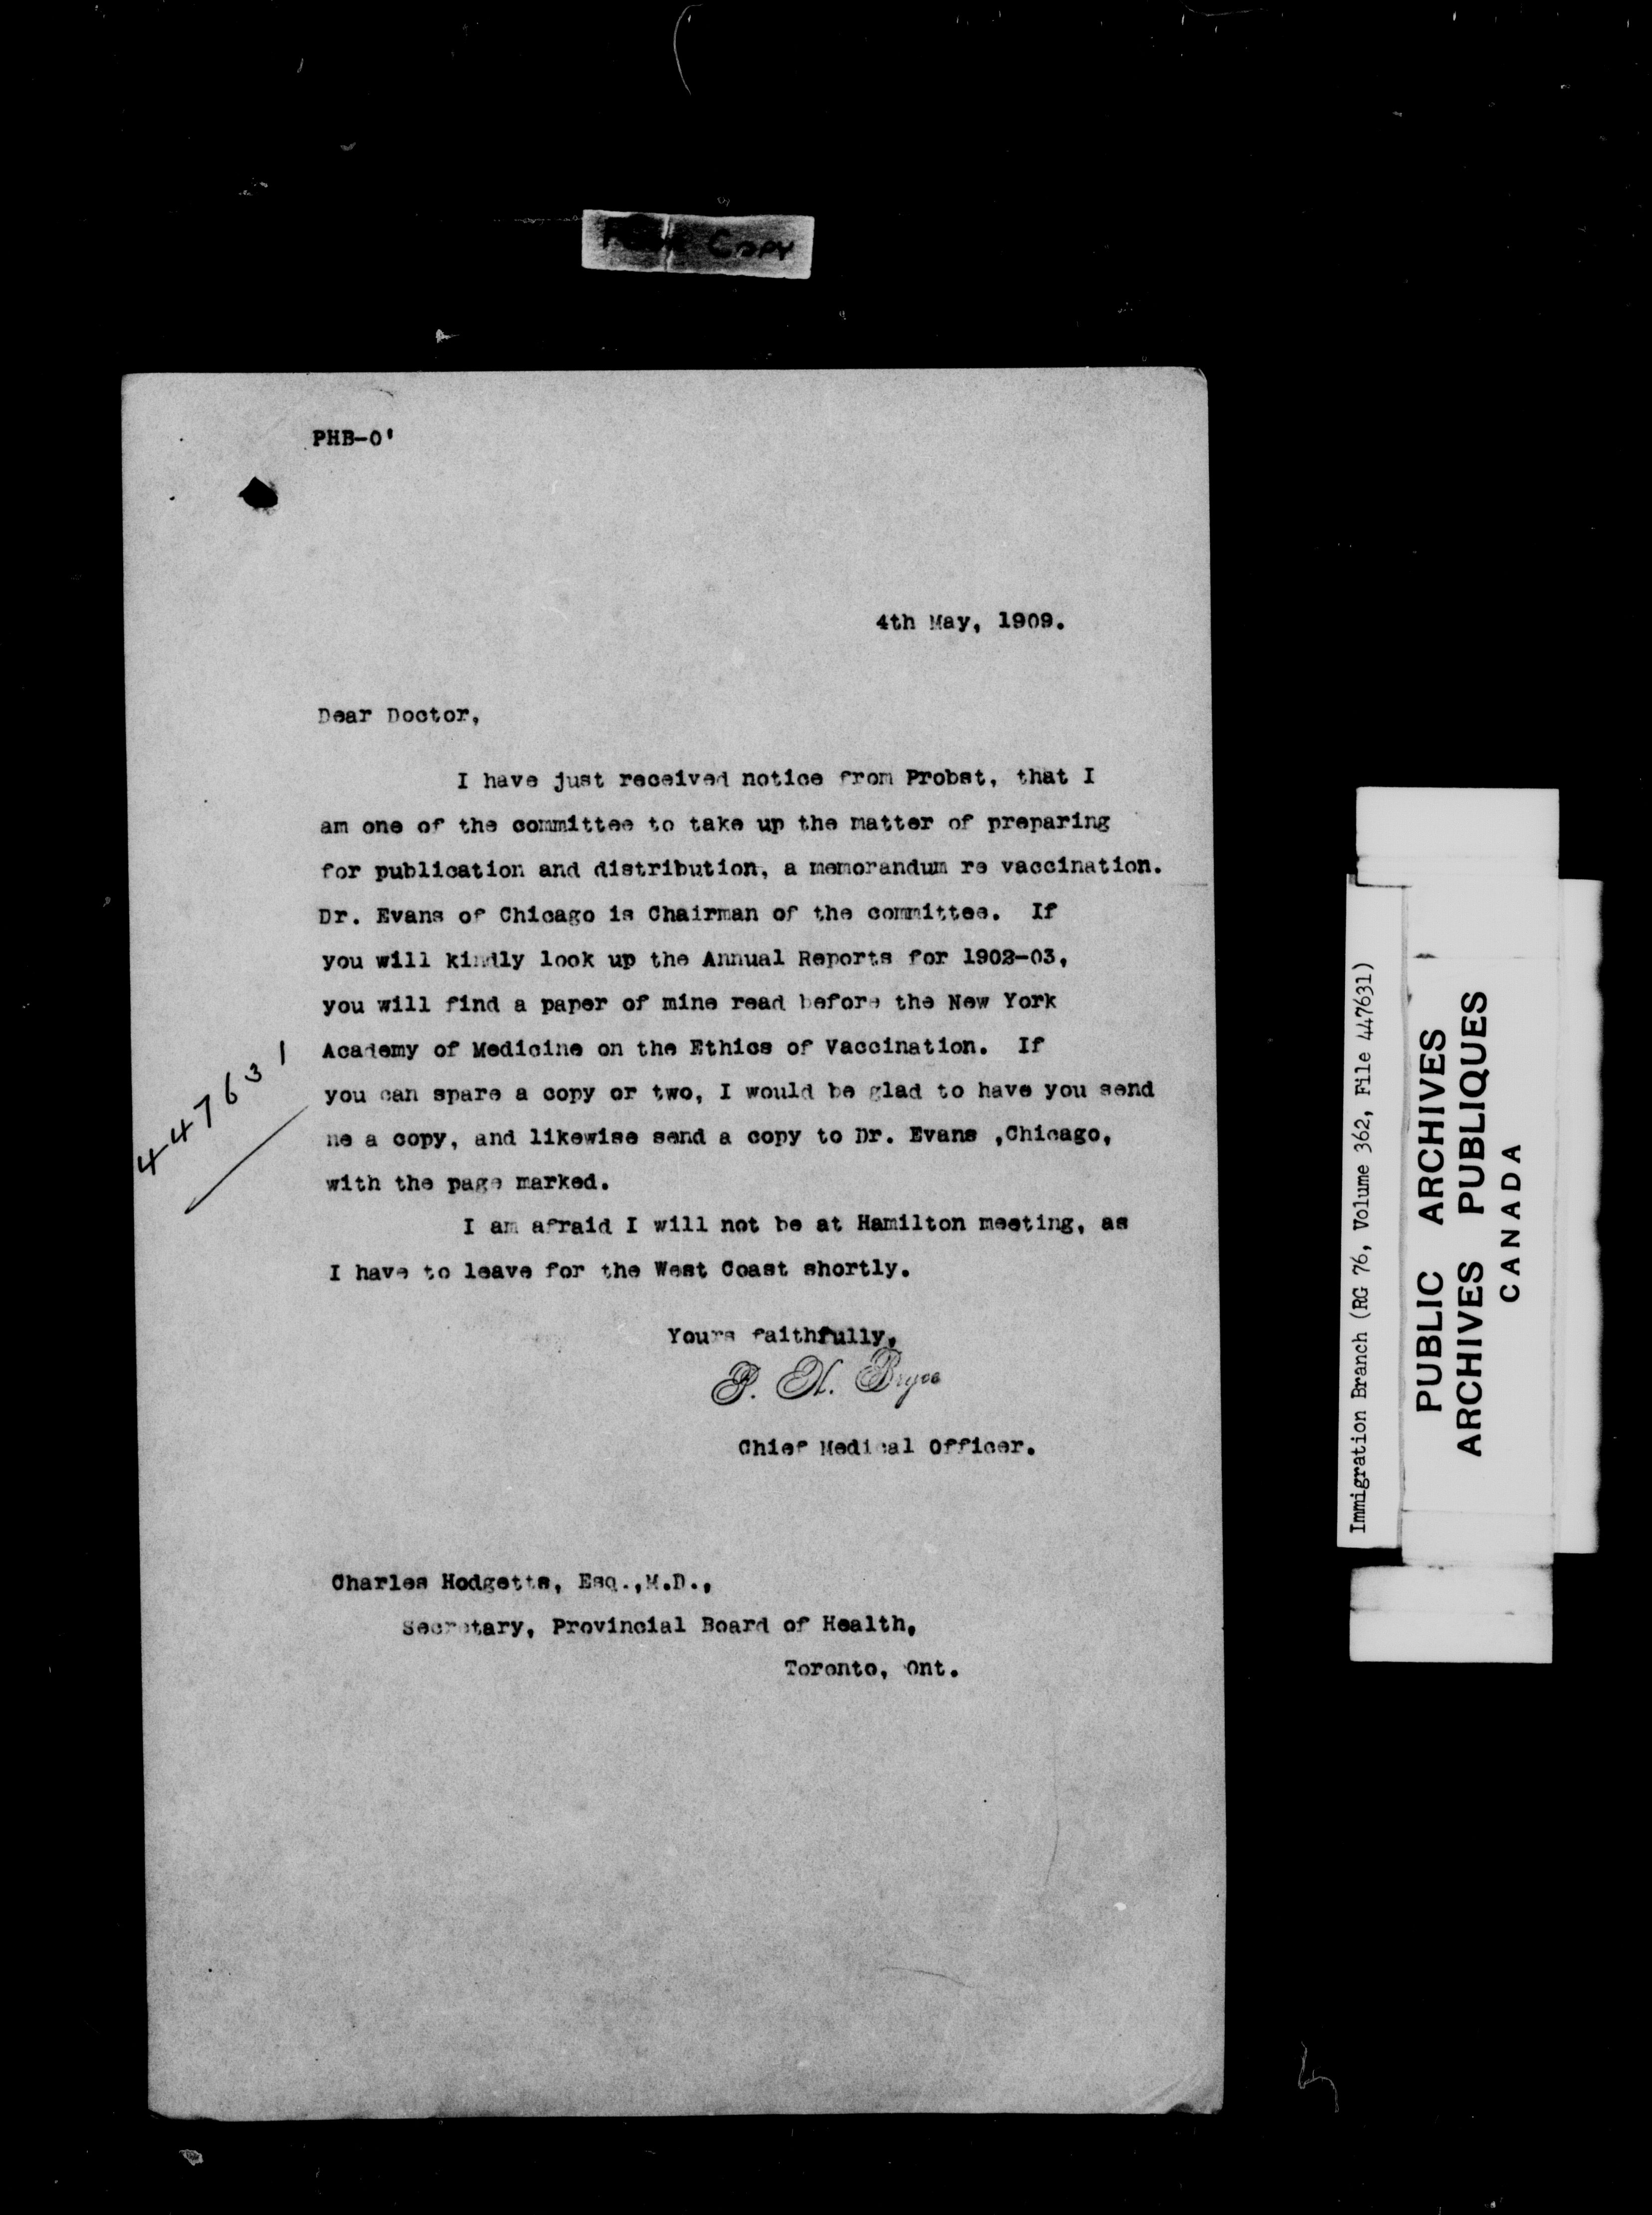 Copy
PHB-O'
4th May, 1909.
Dear Doctor,
I have just received notice from Probst, that I
am one of the committee to take up the matter of preparing
for publication and distribution, a memorandum re vaccination.
Dr. Evans of Chicago is Chairman of the committee. If
you will kindly look up the Annual Reports for 1902-03,
you will find a paper of mine read before the New York
Academy of Medicine on the Ethics of Vaccination. If
you can spare a copy or two, I would be glad to have you send
me a copy, and likewise send a copy to Dr. Evans ,Chicago,
with the page marked.
I am afraid I will not be at Hamilton meeting, as
I have to leave for the West Coast shortly.
Yours faithfully,
P. H. Bryce
Chief Medical Officer.
Charles Hodgetts, Esq.,M.D.,
Secretary, Provincial Board of Health,
Toronto, Ont.
447631
Immigration Branch (RG 76, Volume 362, File 447631)
PUBLIC ARCHIVES
ARCHIVES PUBLIQUES
CANADA